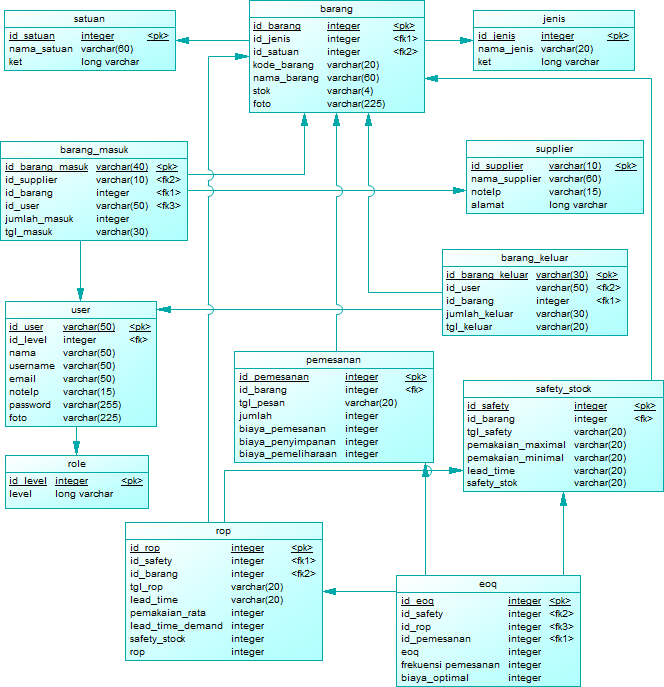 satuan
id_satuan integer <pk>
nama_satuan varchar(60)
ket long varchar
barang
id_barang integer <pk>
id_jenis integer <fk1>
id_satuan integer <fk2>
kode_barang varchar(20)
nama_barang varchar(60)
stok varchar(4)
foto varchar(225)
jenis
id_jenis integer <pk>
nama_jenis varchar(20)
ket long varchar
barang_masuk
id_barang_masuk varchar(40) <pk>
id_supplier varchar(10) <fk2>
id_barang integer <fk1>
id_user varchar(50) <fk3>
jumlah_masuk integer
tgl_masuk varchar(30)
supplier
id_supplier varchar(10) <pk>
nama_supplier varchar(60)
notelp varchar(15)
alamat long varchar
barang_keluar
id_barang_keluar varchar(30) <pk>
id_user varchar(50) <fk2>
id_barang integer <fk1>
jumlah_keluar varchar(30)
tgl_keluar varchar(20)
user
id_user varchar(50) <pk>
id_level integer <fk>
nama varchar(50)
username varchar(50)
email varchar(50)
notelp varchar(15)
password varchar(255)
foto varchar(225)
pemesanan
id_pemesanan integer <pk>
id_barang integer <fk>
tgl_pesan varchar(20)
jumlah integer
biaya_pemesanan integer
biaya_penyimpanan integer
biaya_pemeliharaan integer
safety_stock
id_safety integer <pk>
id_barang integer <fk>
tgl_safety varchar(20)
pemakaian_maximal varchar(20)
pemakaian_minimal varchar(20)
lead_time varchar(20)
safety_stok varchar(20)
role
id_level integer <pk>
level long varchar
rop
id_rop integer <pk>
id_safety integer <fk1>
id_barang integer <fk2>
tgl_rop varchar(20)
lead_time varchar(20)
pemakaian_rata integer
lead_time_demand integer
safety_stock integer
rop integer
eoq
id_eoq integer <pk>
id_safety integer <fk2>
id_rop integer <fk3>
id_pemesanan integer <fk1>
eoq integer
frekuensi pemesanan integer
biaya_optimal integer